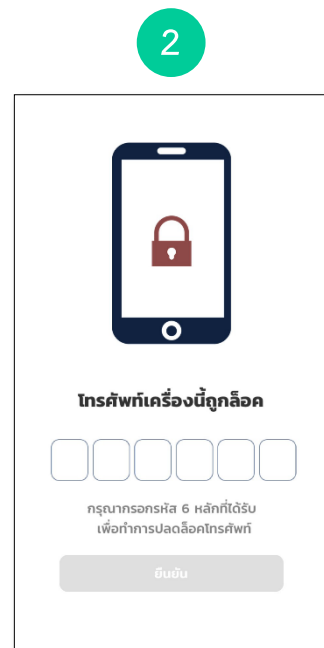 2
โทรศัพท์เครื่องนี้ถูกล็อค
กรุณากรอกรหัส 6 หลักที่ได้รับ
เพื่อทำการปลดล็อคโทรศัพท์
ยืนยัน